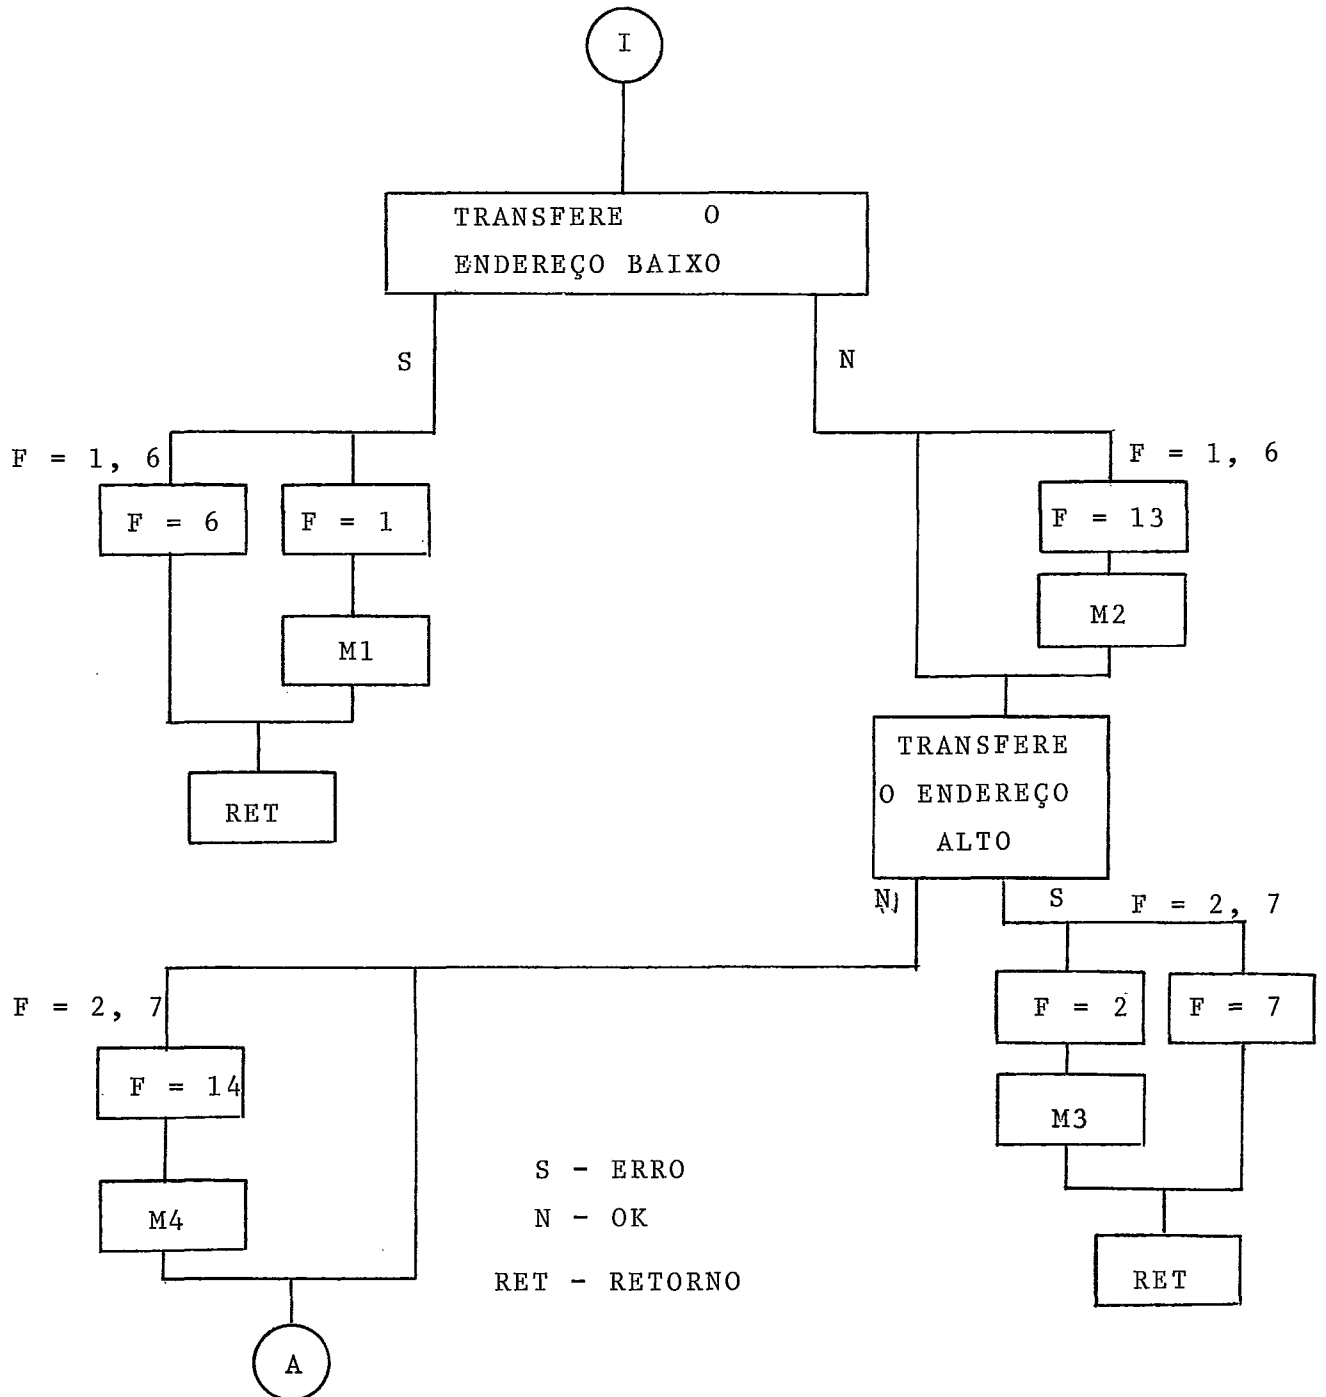 I
TRANSFERE O
ENDEREÇO BAIXO
S
N
F = 1, 6
F = 1, 6
F = 6
F = 1
F = 13
M2
M1
TRANSFERE
O ENDEREÇO
ALTO
RET
N
S
F = 2, 7
F = 2, 7
F = 2
F = 7
F = 14
M3
M4
S - ERRO
N - OK
RET - RETORNO
RET
A